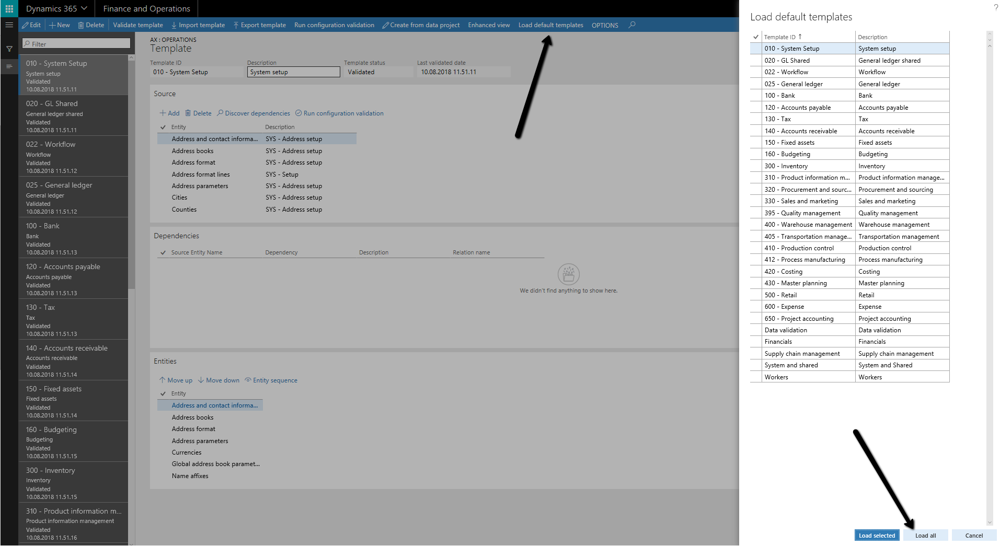 Dynamics 365 Finance and Operations
Edit New Delete Validate template Import template Export template Run configuration validation Create from data project Enhanced view Load default templates OPTIONS
Filter
010 - System Setup
System setup
Validated
10.08.2018 11.51.11
020 - GL Shared
General ledger shared
Validated
10.08.2018 11.51.11
022 - Workflow
Workflow
Validated
10.08.2018 11.51.12
025 - General ledger
General ledger
Validated
10.08.2018 11.51.12
100 - Bank
Bank
Validated
10.08.2018 11.51.13
120 - Accounts payable
Accounts payable
Validated
10.08.2018 11.51.13
130 - Tax
Tax
Validated
10.08.2018 11.51.13
140 - Accounts receivable
Accounts receivable
Validated
10.08.2018 11.51.14
150 - Fixed assets
Fixed assets
Validated
10.08.2018 11.51.14
160 - Budgeting
Budgeting
Validated
10.08.2018 11.51.15
300 - Inventory
Inventory
Validated
10.08.2018 11.51.15
310 - Product information m...
Product information management
Validated
10.08.2018 11.51.16
AX : OPERATIONS
Template
Template ID Description Template status Last validated date
010 - System Setup System setup Validated 10.08.2018 11.51.11
Source
Add Delete Discover dependencies Run configuration validation
Entity Description
Address and contact informa... SYS - Address setup
Address books SYS - Address setup
Address format SYS - Address setup
Address format lines SYS - Setup
Address parameters SYS - Address setup
Cities SYS - Address setup
Counties SYS - Address setup
Dependencies
Source Entity Name Dependency Description Relation name
We didn't find anything to show here.
Entities
Move up Move down Entity sequence
Entity
Address and contact informa...
Address books
Address format
Address parameters
Currencies
Global address book paramet...
Name affixes
?
Load default templates
Template ID ↑ Description
010 - System Setup System setup
020 - GL Shared General ledger shared
022 - Workflow Workflow
025 - General ledger General ledger
100 - Bank Bank
120 - Accounts payable Accounts payable
130 - Tax Tax
140 - Accounts receivable Accounts receivable
150 - Fixed assets Fixed assets
160 - Budgeting Budgeting
300 - Inventory Inventory
310 - Product information m... Product information manage...
320 - Procurement and sourc... Procurement and sourcing
330 - Sales and marketing Sales and marketing
395 - Quality management Quality management
400 - Warehouse management Warehouse management
405 - Transportation manage... Transportation management
410 - Production control Production control
412 - Process manufacturing Process manufacturing
420 - Costing Costing
430 - Master planning Master planning
500 - Retail Retail
600 - Expense Expense
650 - Project accounting Project accounting
Data validation Data validation
Financials Financials
Supply chain management Supply chain management
System and shared System and Shared
Workers Workers
Load selected Load all Cancel